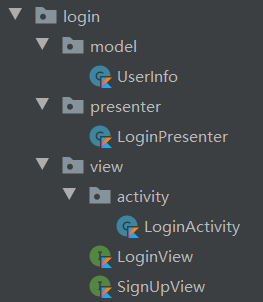 login
model
UserInfo
presenter
LoginPresenter
view
activity
LoginActivity
LoginView
SignUpView